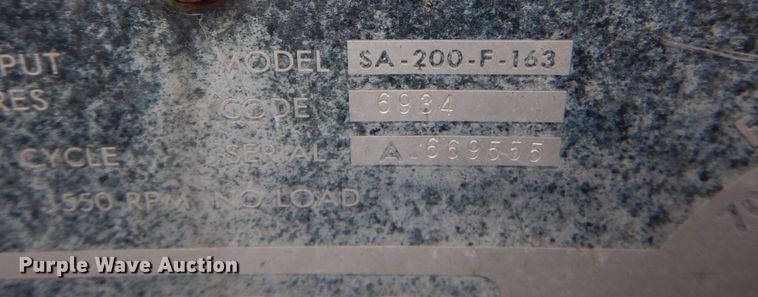 PUT MODEL SA-200-F-163
RES CODE 6934
CYCLE SERIAL A-669555
1550 RPM NO LOAD
Purple Wave Auction